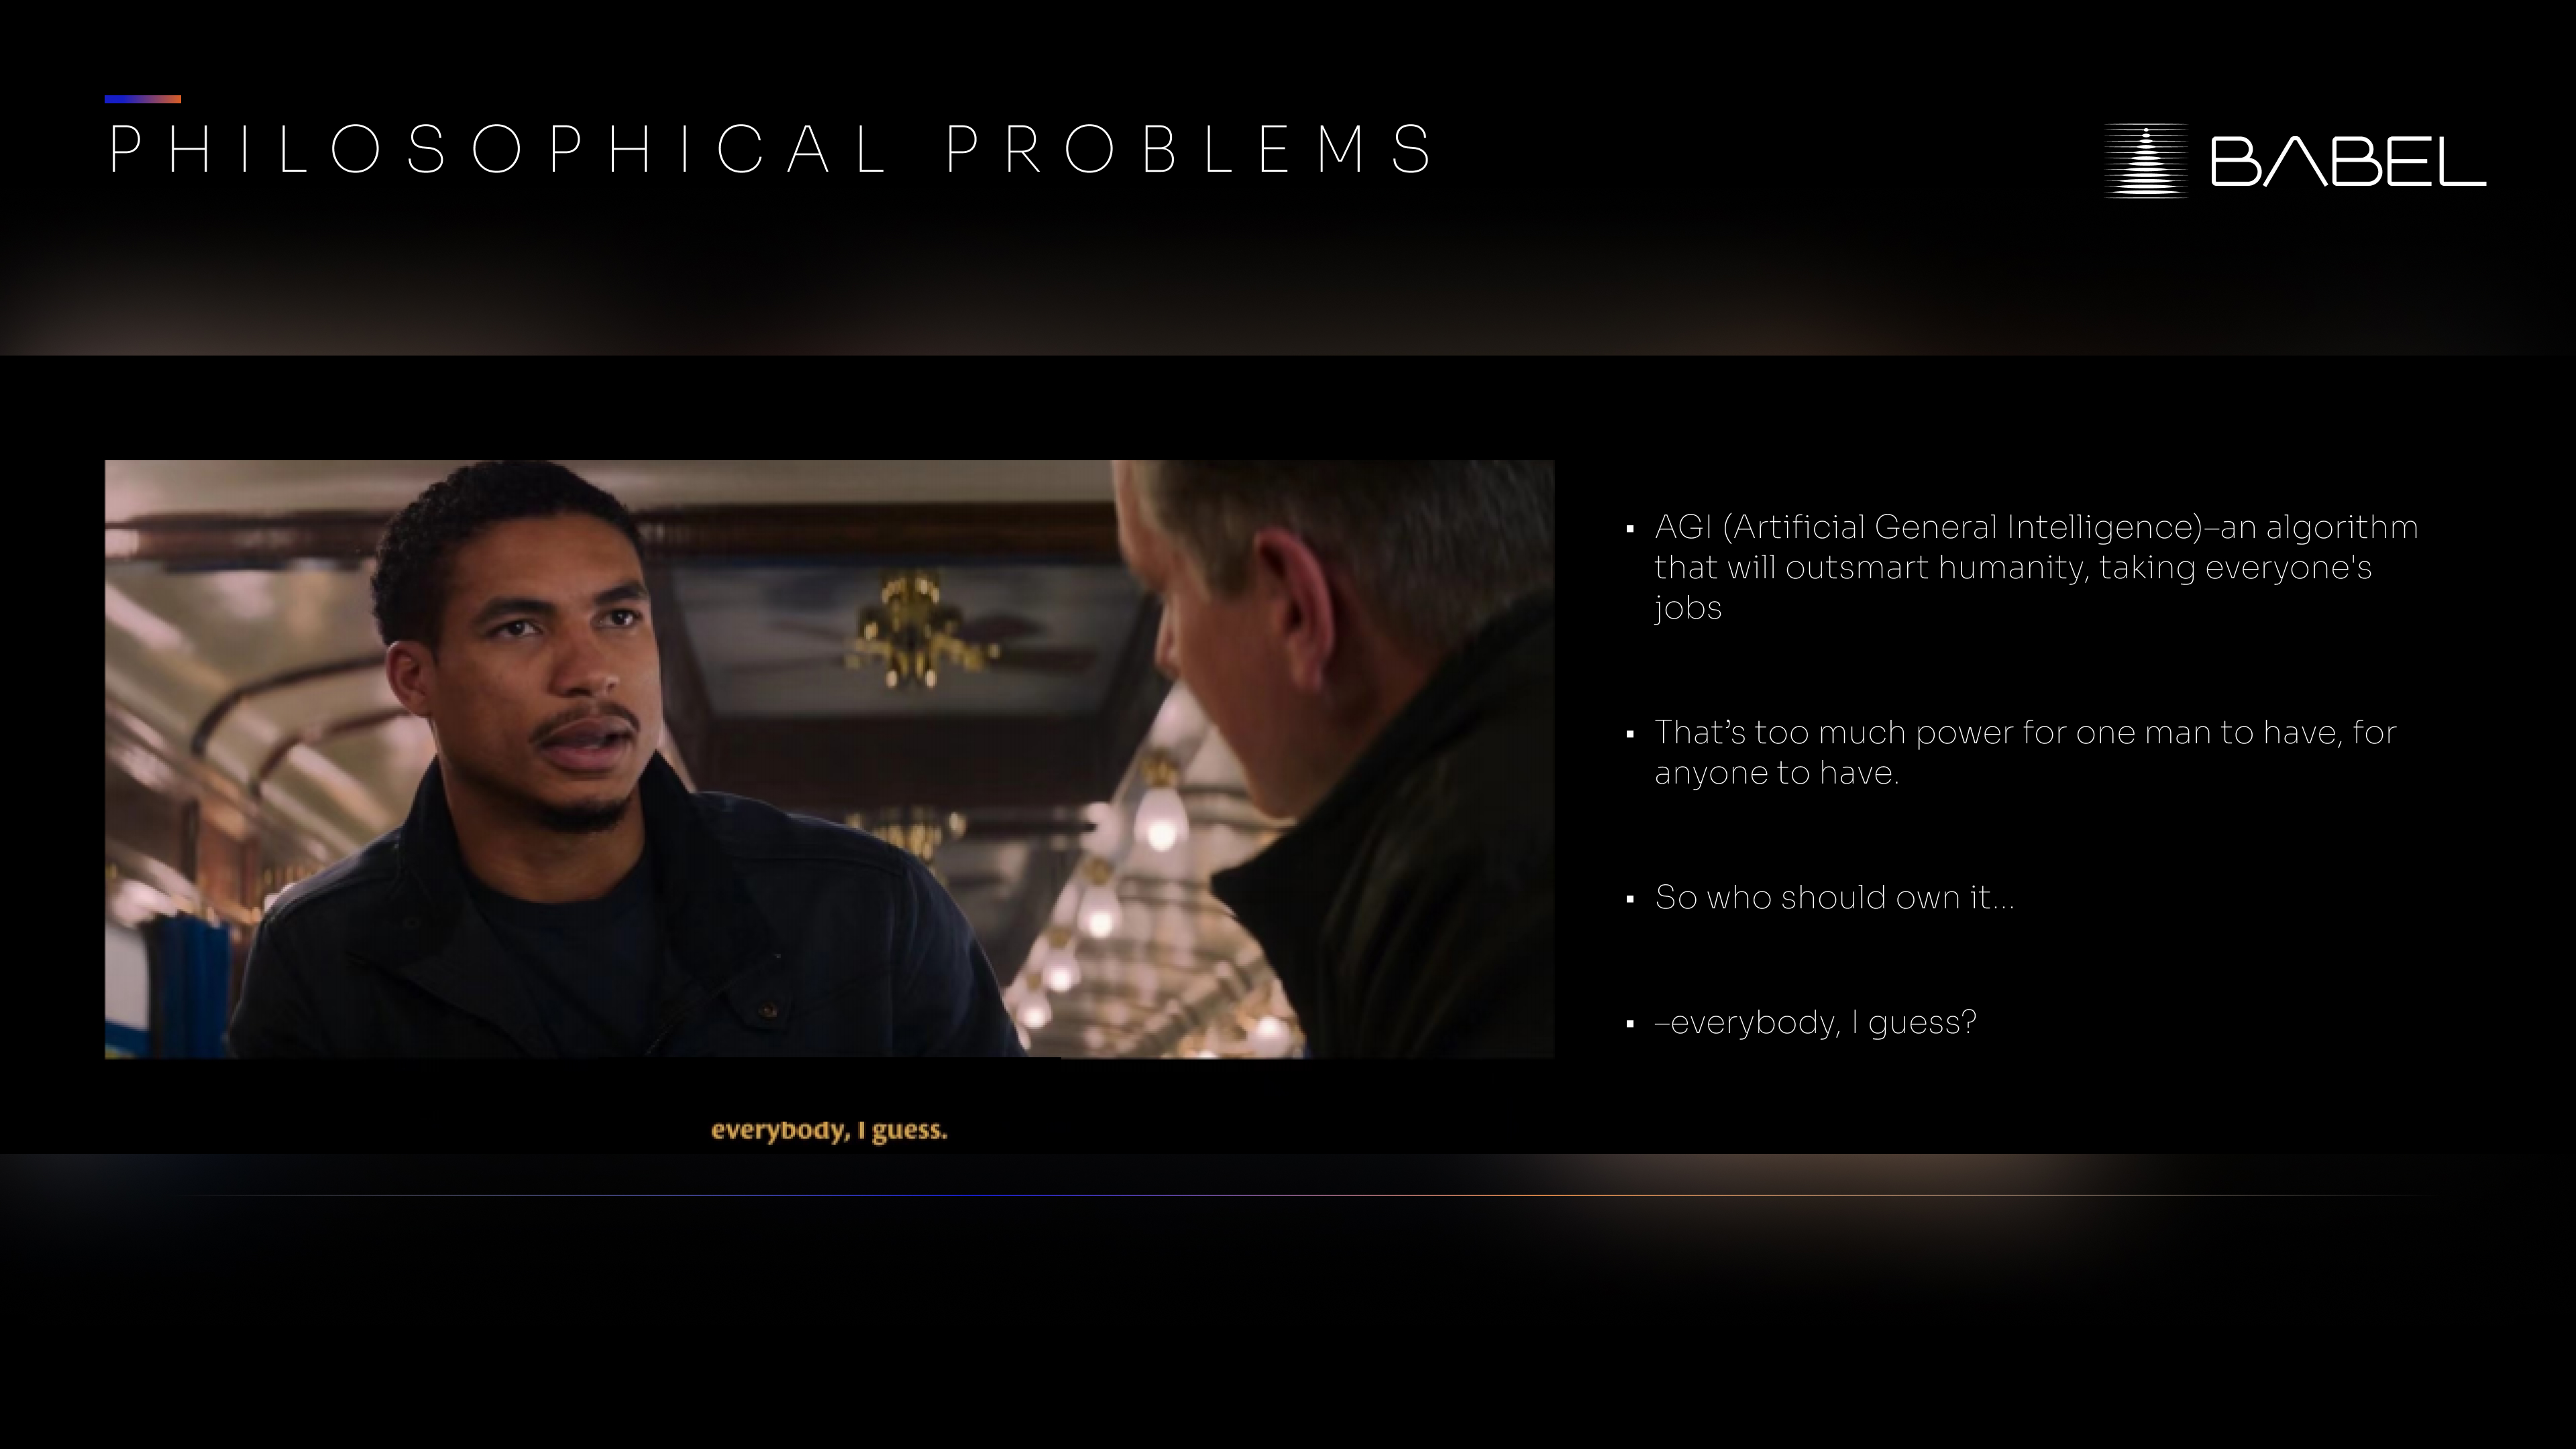 PHILOSOPHICAL PROBLEMS
BABEL
▪ AGI (Artificial General Intelligence)–an algorithm
that will outsmart humanity, taking everyone's
jobs
▪ That’s too much power for one man to have, for
anyone to have.
▪ So who should own it...
▪ –everybody, I guess?
everybody, I guess.